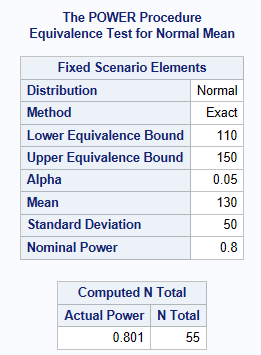 The POWER Procedure
Equivalence Test for Normal Mean
Fixed Scenario Elements
Distribution Normal
Method Exact
Lower Equivalence Bound 110
Upper Equivalence Bound 150
Alpha 0.05
Mean 130
Standard Deviation 50
Nominal Power 0.8
Computed N Total
Actual Power N Total
0.801 55